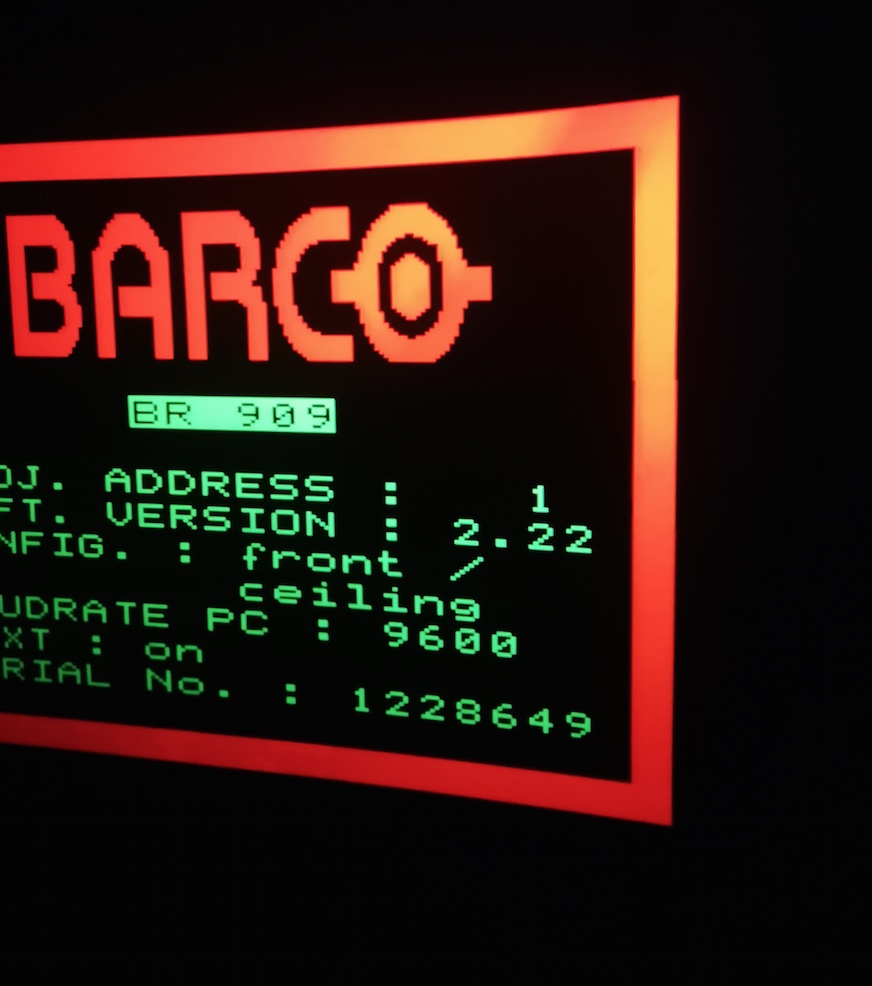 BARCO
BR 909
OJ. ADDRESS : 1
FT. VERSION : 2.22
NFIG. : front /
ceiling
UDRATE PC : 9600
XT : on
RIAL No. : 1228649